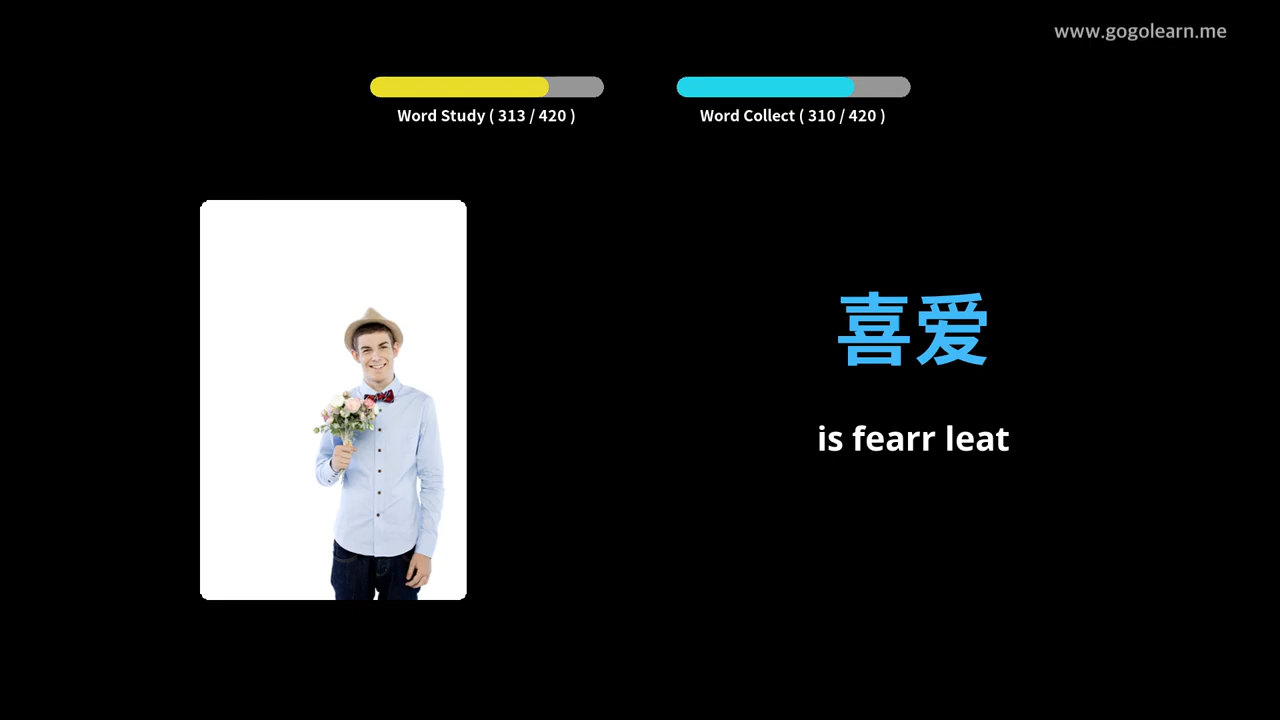 www.gogolearn.me
Word Study ( 313 / 420 )
Word Collect ( 310 / 420 )
喜爱
is fearr leat